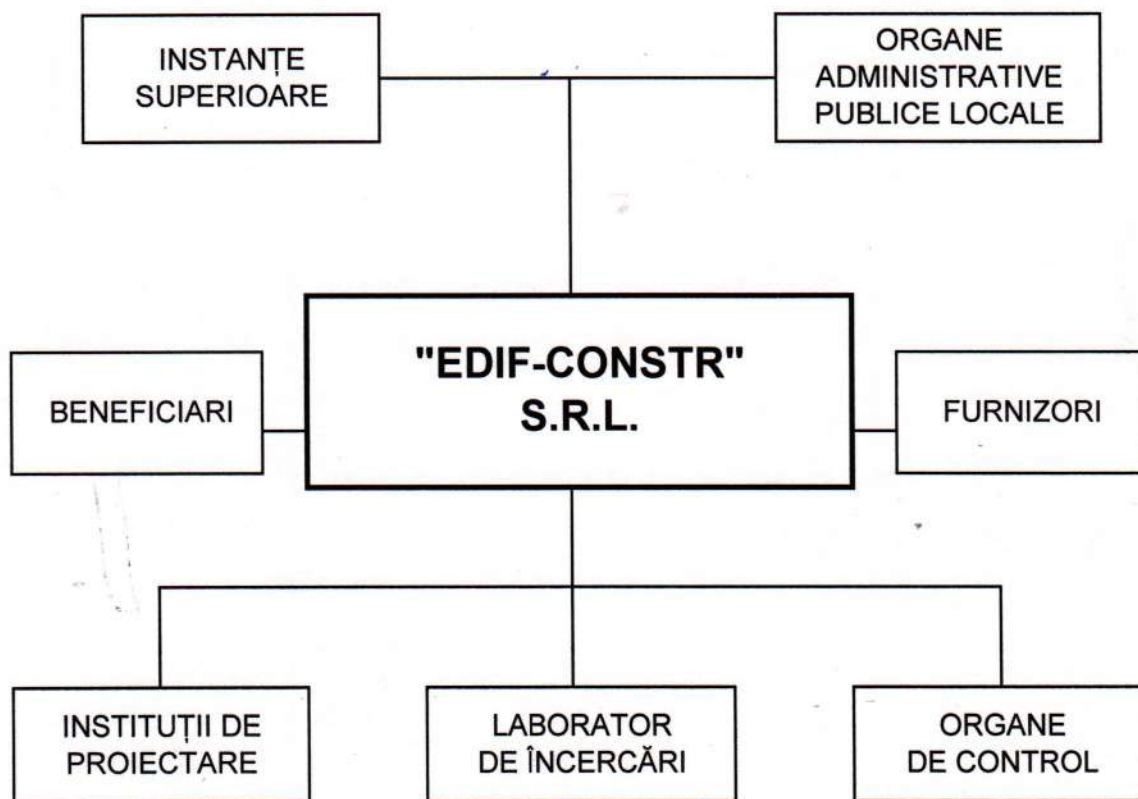 INSTANȚE
SUPERIOARE
ORGANE
ADMINISTRATIVE
PUBLICE LOCALE
"EDIF-CONSTR"
S.R.L.
BENEFICIARI
FURNIZORI
INSTITUȚII DE
PROIECTARE
LABORATOR
DE ÎNCERCĂRI
ORGANE
DE CONTROL